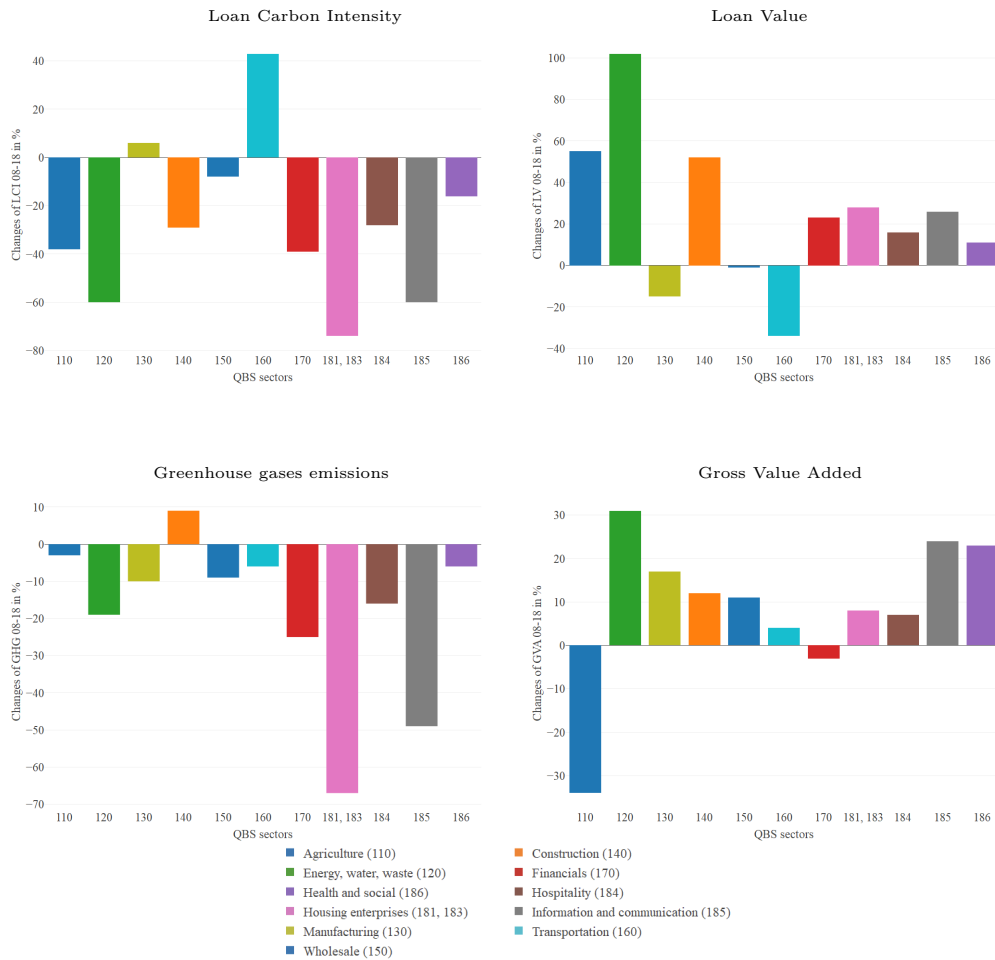 Loan Carbon Intensity
Changes of LCI 08-18 in %
40
20
0
−20
−40
−60
−80
110 120 130 140 150 160 170 181, 183 184 185 186
QBS sectors
Loan Value
Changes of LV 08-18 in %
100
80
60
40
20
0
−20
−40
110 120 130 140 150 160 170 181, 183 184 185 186
QBS sectors
Greenhouse gases emissions
Changes of GHG 08-18 in %
10
0
−10
−20
−30
−40
−50
−60
−70
110 120 130 140 150 160 170 181, 183 184 185 186
QBS sectors
Gross Value Added
Changes of GVA 08-18 in %
30
20
10
0
−10
−20
−30
110 120 130 140 150 160 170 181, 183 184 185 186
QBS sectors
Agriculture (110)
Energy, water, waste (120)
Health and social (186)
Housing enterprises (181, 183)
Manufacturing (130)
Wholesale (150)
Construction (140)
Financials (170)
Hospitality (184)
Information and communication (185)
Transportation (160)